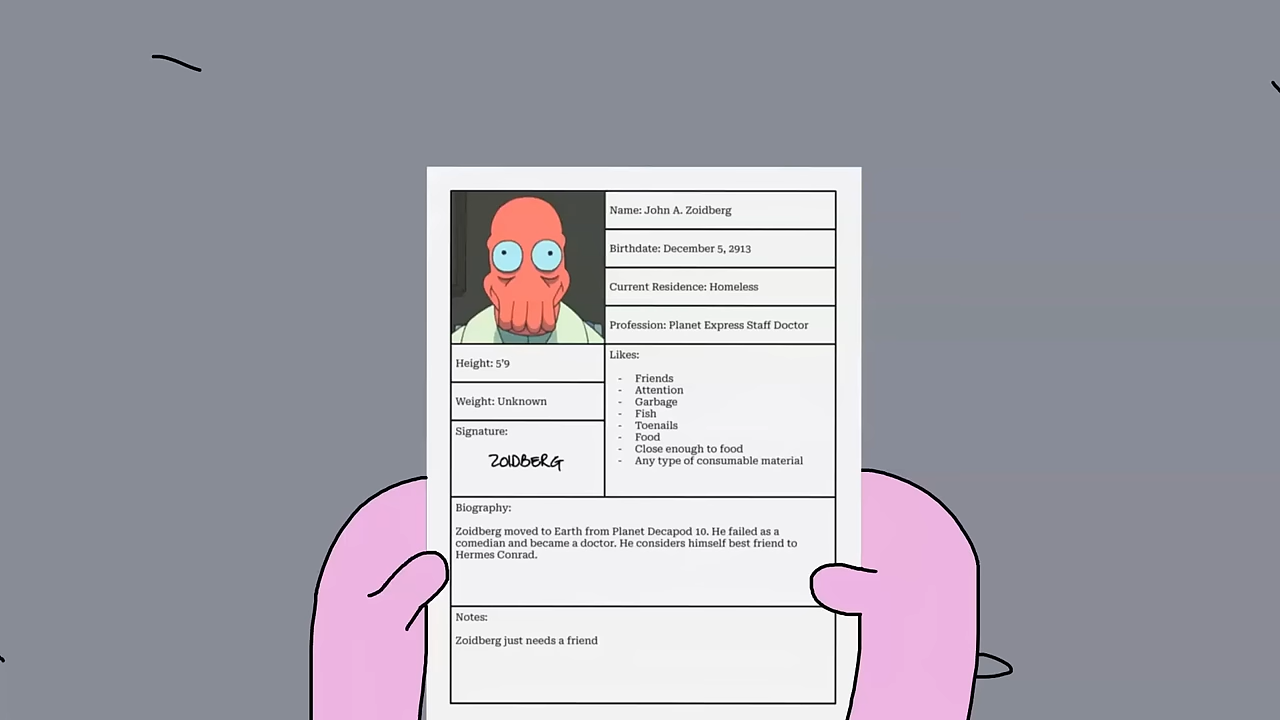 Name: John A. Zoidberg
Birthdate: December 5, 2913
Current Residence: Homeless
Profession: Planet Express Staff Doctor
Height: 5'9
Weight: Unknown
Signature:
ZOIDBERG
Likes:
- Friends
- Attention
- Garbage
- Fish
- Toenails
- Food
- Close enough to food
- Any type of consumable material
Biography:
Zoidberg moved to Earth from Planet Decapod 10. He failed as a
comedian and became a doctor. He considers himself best friend to
Hermes Conrad.
Notes:
Zoidberg just needs a friend